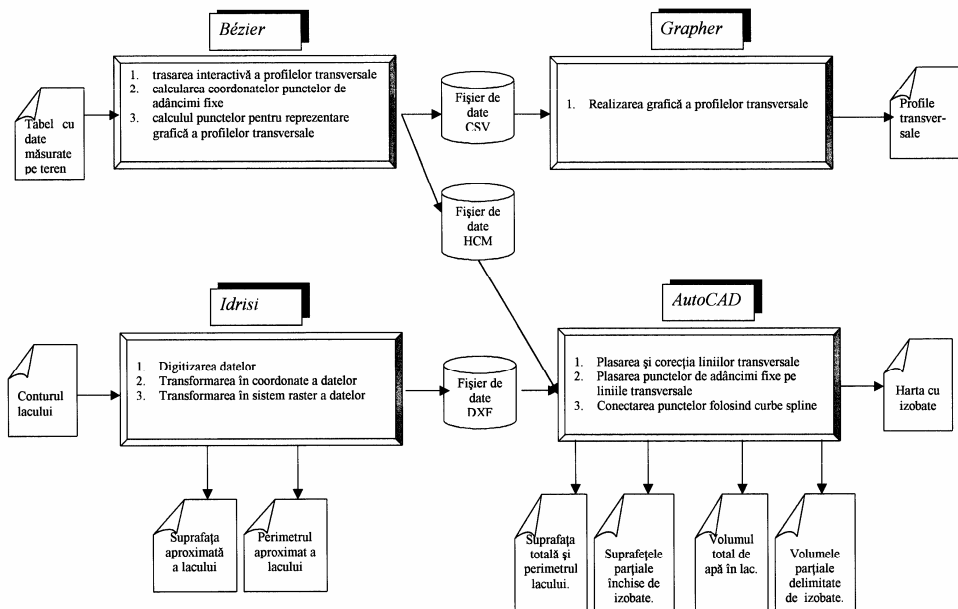 Bézier
Grapher
Tabel cu
date
măsurate
pe teren
1. trasarea interactivă a profilelor transversale
2. calcularea coordonatelor punctelor de
adâncimi fixe
3. calculul punctelor pentru reprezentare
grafică a profilelor transversale
Fişier de
date
CSV
1. Realizarea grafică a profilelor transversale
Profile
transver-
sale
Fişier de
date
HCM
Idrisi
AutoCAD
Conturul
lacului
1. Digitizarea datelor
2. Transformarea în coordonate a datelor
3. Transformarea în sistem raster a datelor
Fişier de
date
DXF
1. Plasarea şi corecţia liniilor transversale
2. Plasarea punctelor de adâncimi fixe pe
liniile transversale
3. Conectarea punctelor folosind curbe spline
Harta cu
izobate
Suprafaţa
aproximată
a lacului
Perimetrul
aproximat a
lacului
Suprafaţa
totală şi
perimetrul
lacului.
Suprafeţele
parţiale
închise de
izobate.
Volumul
total de
apă în lac.
Volumele
parţiale
delimitate
de izobate.